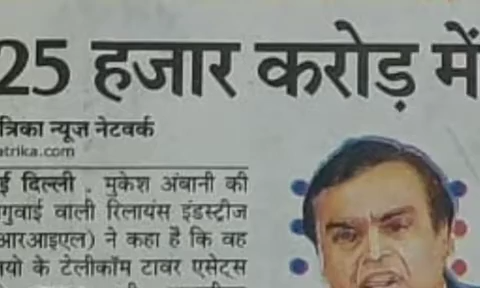 25 हजार करोड़ में
त्रिका न्यूज़ नेटवर्क
atrika.com
ई दिल्ली . मुकेश अंबानी की
गुवाई वाली रिलायंस इंडस्ट्रीज
आरआइएल) ने कहा है कि वह
यो के टेलीकॉम टावर एसेट्स